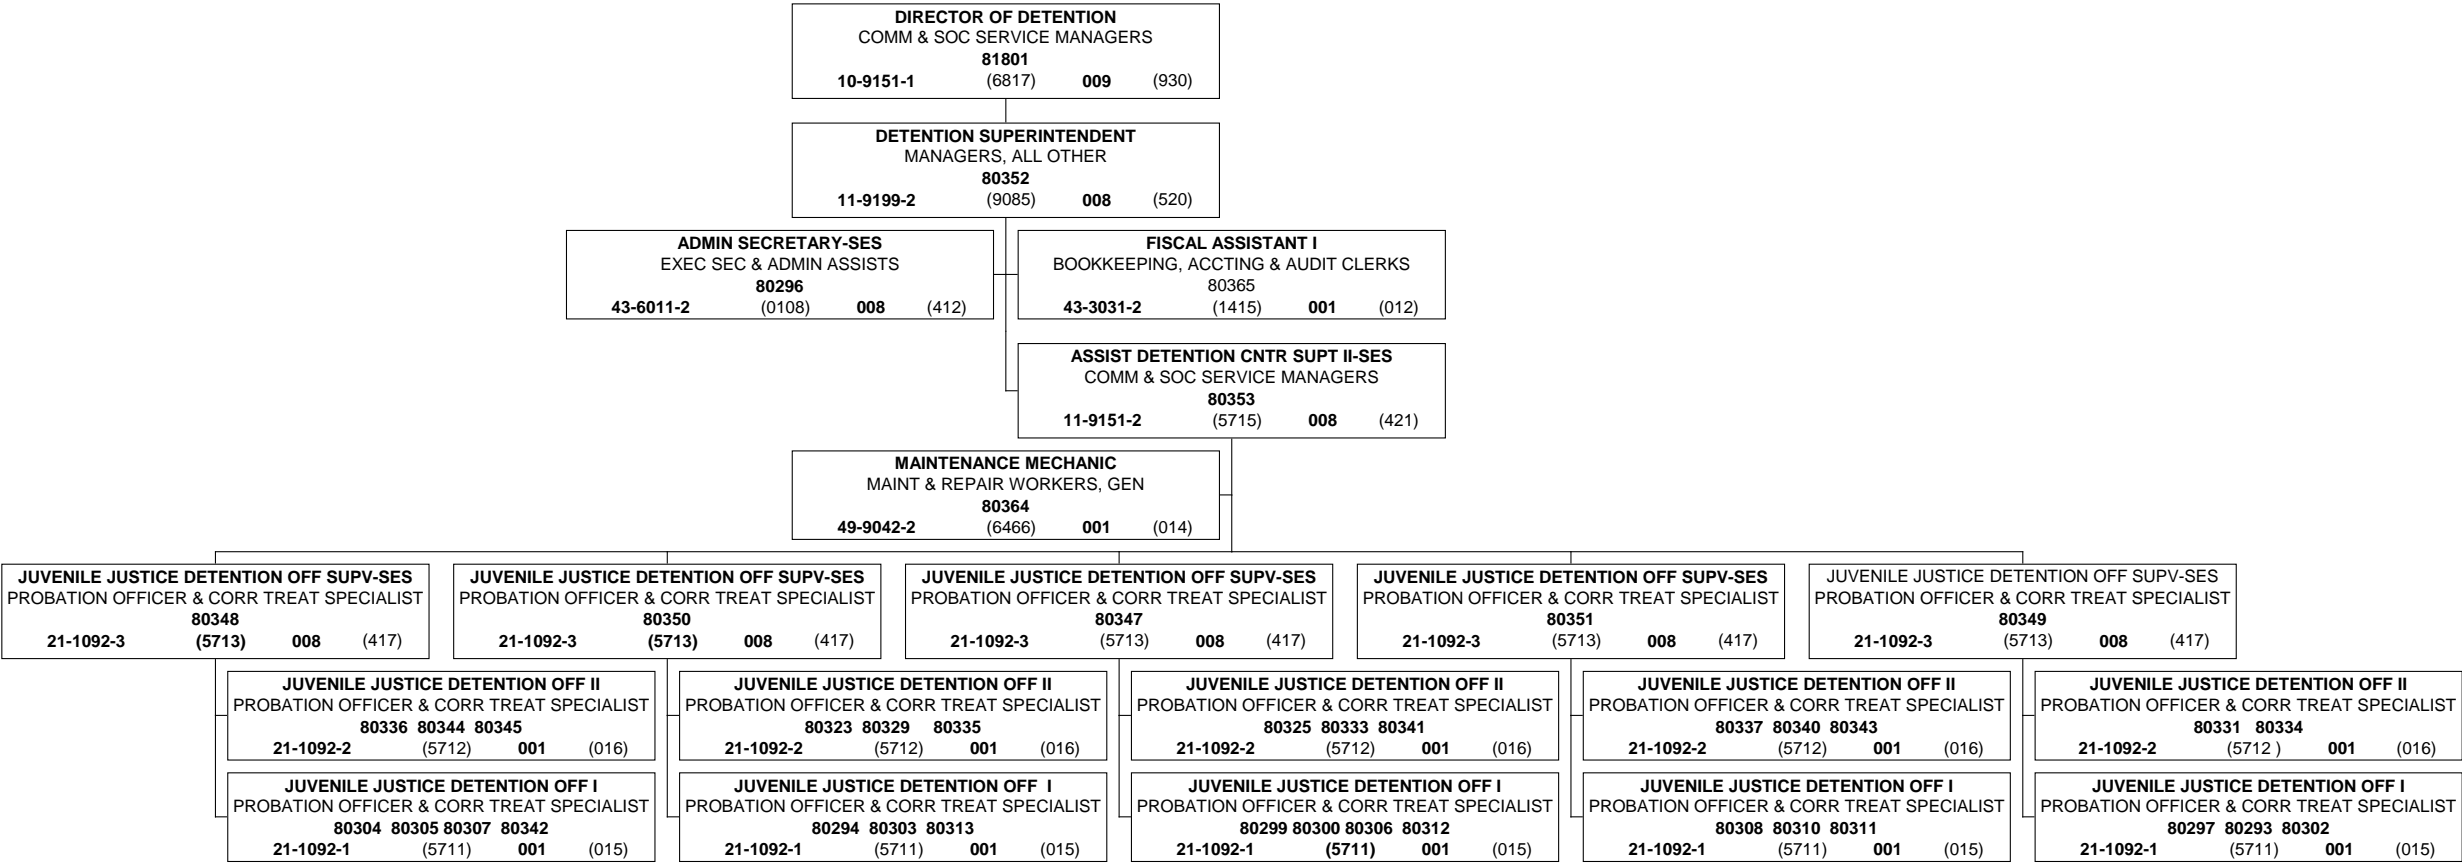 DIRECTOR OF DETENTION
COMM & SOC SERVICE MANAGERS
81801
10-9151-1 (6817) 009 (930)
DETENTION SUPERINTENDENT
MANAGERS, ALL OTHER
80352
11-9199-2 (9085) 008 (520)
ADMIN SECRETARY-SES
EXEC SEC & ADMIN ASSISTS
80296
43-6011-2 (0108) 008 (412)
FISCAL ASSISTANT I
BOOKKEEPING, ACCTING & AUDIT CLERKS
80365
43-3031-2 (1415) 001 (012)
ASSIST DETENTION CNTR SUPT II-SES
COMM & SOC SERVICE MANAGERS
80353
11-9151-2 (5715) 008 (421)
MAINTENANCE MECHANIC
MAINT & REPAIR WORKERS, GEN
80364
49-9042-2 (6466) 001 (014)
JUVENILE JUSTICE DETENTION OFF SUPV-SES
PROBATION OFFICER & CORR TREAT SPECIALIST
80348
21-1092-3 (5713) 008 (417)
JUVENILE JUSTICE DETENTION OFF SUPV-SES
PROBATION OFFICER & CORR TREAT SPECIALIST
80350
21-1092-3 (5713) 008 (417)
JUVENILE JUSTICE DETENTION OFF SUPV-SES
PROBATION OFFICER & CORR TREAT SPECIALIST
80347
21-1092-3 (5713) 008 (417)
JUVENILE JUSTICE DETENTION OFF SUPV-SES
PROBATION OFFICER & CORR TREAT SPECIALIST
80351
21-1092-3 (5713) 008 (417)
JUVENILE JUSTICE DETENTION OFF SUPV-SES
PROBATION OFFICER & CORR TREAT SPECIALIST
80349
21-1092-3 (5713) 008 (417)
JUVENILE JUSTICE DETENTION OFF II
PROBATION OFFICER & CORR TREAT SPECIALIST
80336 80344 80345
21-1092-2 (5712) 001 (016)
JUVENILE JUSTICE DETENTION OFF II
PROBATION OFFICER & CORR TREAT SPECIALIST
80323 80329 80335
21-1092-2 (5712) 001 (016)
JUVENILE JUSTICE DETENTION OFF II
PROBATION OFFICER & CORR TREAT SPECIALIST
80325 80333 80341
21-1092-2 (5712) 001 (016)
JUVENILE JUSTICE DETENTION OFF II
PROBATION OFFICER & CORR TREAT SPECIALIST
80337 80340 80343
21-1092-2 (5712) 001 (016)
JUVENILE JUSTICE DETENTION OFF II
PROBATION OFFICER & CORR TREAT SPECIALIST
80331 80334
21-1092-2 (5712 ) 001 (016)
JUVENILE JUSTICE DETENTION OFF I
PROBATION OFFICER & CORR TREAT SPECIALIST
80304 80305 80307 80342
21-1092-1 (5711) 001 (015)
JUVENILE JUSTICE DETENTION OFF I
PROBATION OFFICER & CORR TREAT SPECIALIST
80294 80303 80313
21-1092-1 (5711) 001 (015)
JUVENILE JUSTICE DETENTION OFF I
PROBATION OFFICER & CORR TREAT SPECIALIST
80299 80300 80306 80312
21-1092-1 (5711) 001 (015)
JUVENILE JUSTICE DETENTION OFF I
PROBATION OFFICER & CORR TREAT SPECIALIST
80308 80310 80311
21-1092-1 (5711) 001 (015)
JUVENILE JUSTICE DETENTION OFF I
PROBATION OFFICER & CORR TREAT SPECIALIST
80297 80293 80302
21-1092-1 (5711) 001 (015)